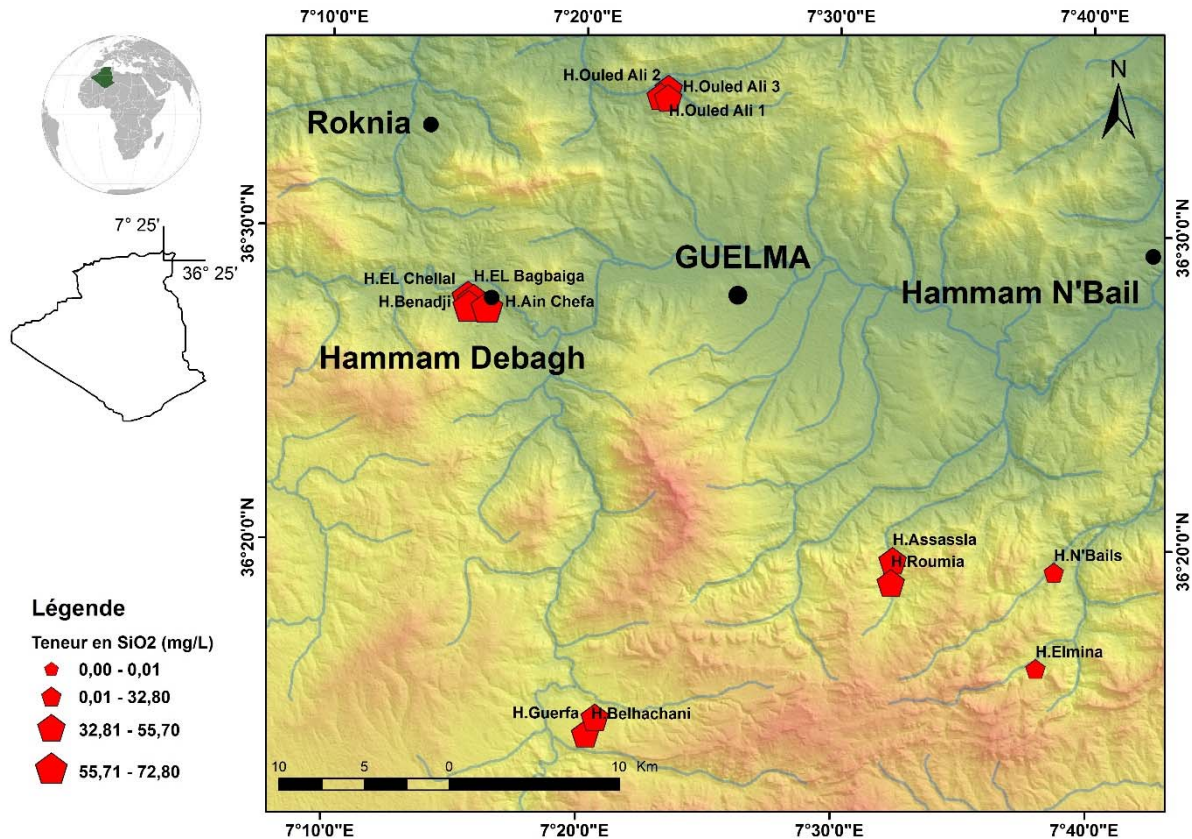 7°10'0"E
7°20'0"E
7°30'0"E
7°40'0"E
N
H.Ouled Ali 2
H.Ouled Ali 3
H.Ouled Ali 1
Roknia
7° 25'
36° 25'
36°30'0"N
36°30'0"N
GUELMA
H.EL Chellal
H.EL Bagbaiga
H.Benadji
H.Ain Chefa
Hammam N'Bail
Hammam Debagh
36°20'0"N
36°20'0"N
H.Assassla
H.Roumia
H.N'Bails
H.Elmina
H.Guerfa
H.Belhachani
Légende
Teneur en SiO2 (mg/L)
0,00 - 0,01
0,01 - 32,80
32,81 - 55,70
55,71 - 72,80
10 5 0 10 Km
7°10'0"E
7°20'0"E
7°30'0"E
7°40'0"E